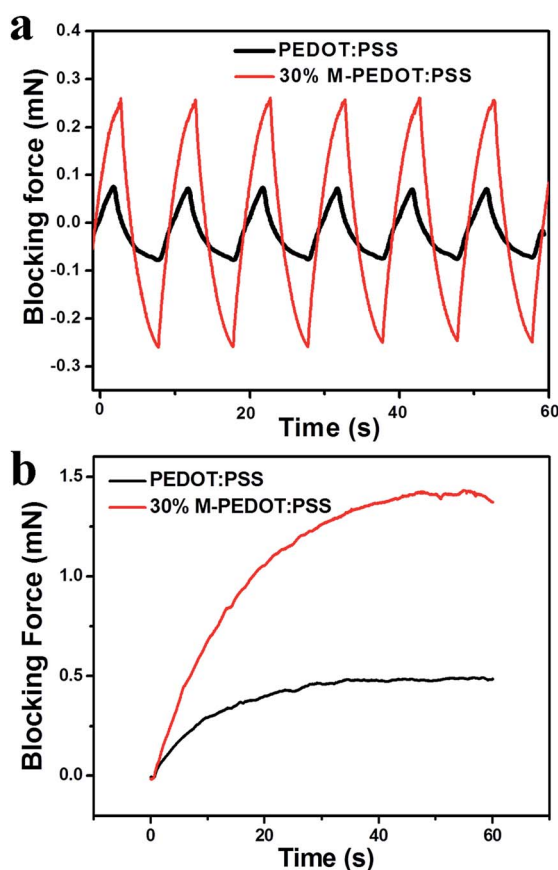 a
PEDOT:PSS
30% M-PEDOT:PSS
Blocking force (mN)
0.4
0.3
0.2
0.1
0.0
-0.1
-0.2
-0.3
0 20 40 60
Time (s)
b
PEDOT:PSS
30% M-PEDOT:PSS
Blocking Force (mN)
1.5
1.0
0.5
0.0
0 20 40 60
Time (s)